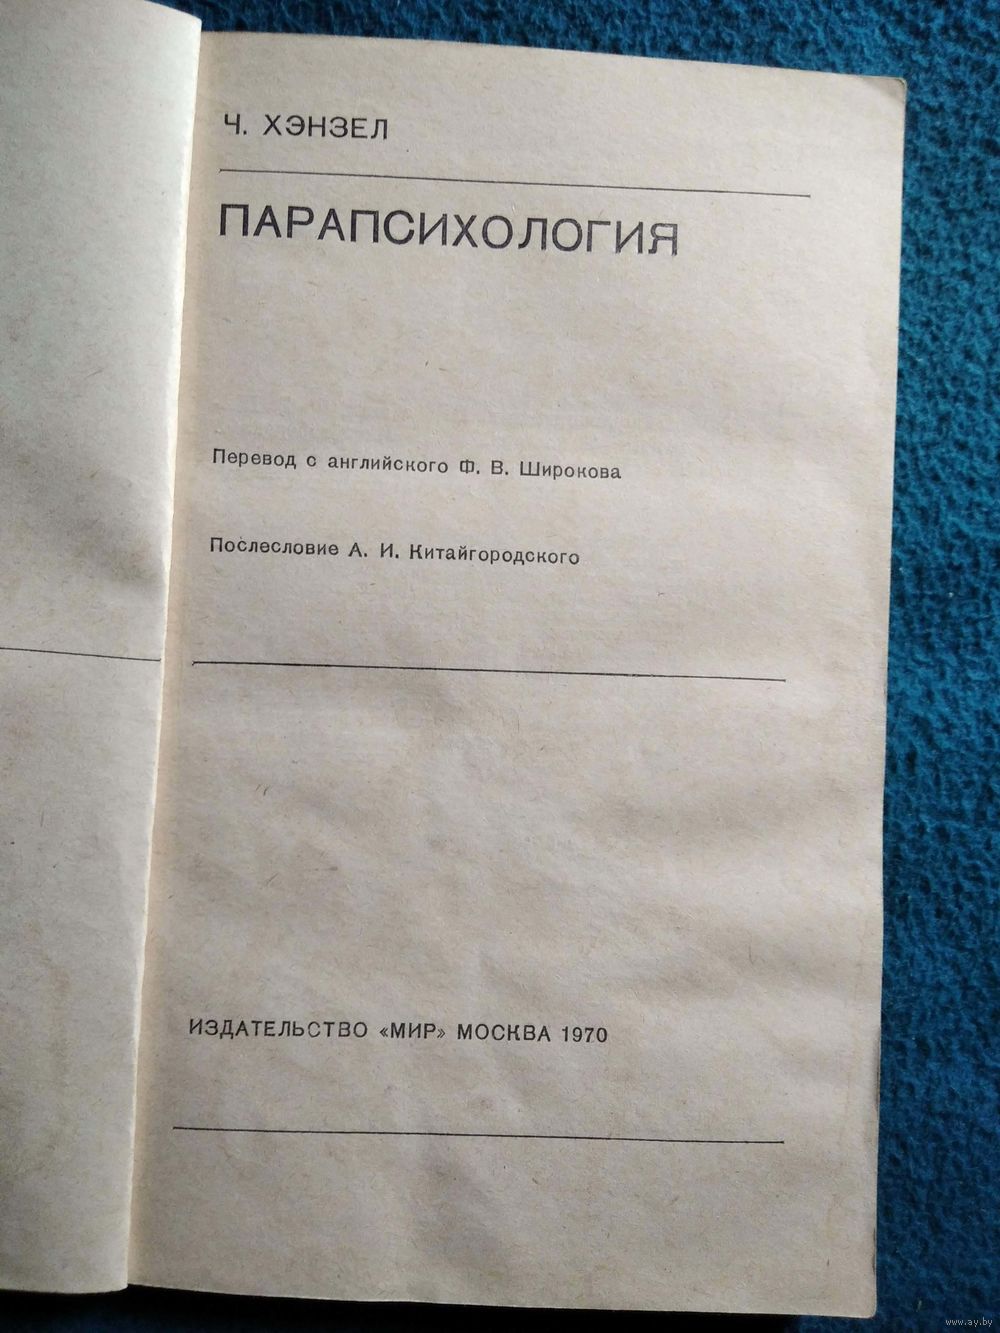 Ч. ХЭНЗЕЛ
ПАРАПСИХОЛОГИЯ
Перевод с английского Ф. В. Широкова
Послесловие А. И. Китайгородского
ИЗДАТЕЛЬСТВО «МИР» МОСКВА 1970
www.ay.by